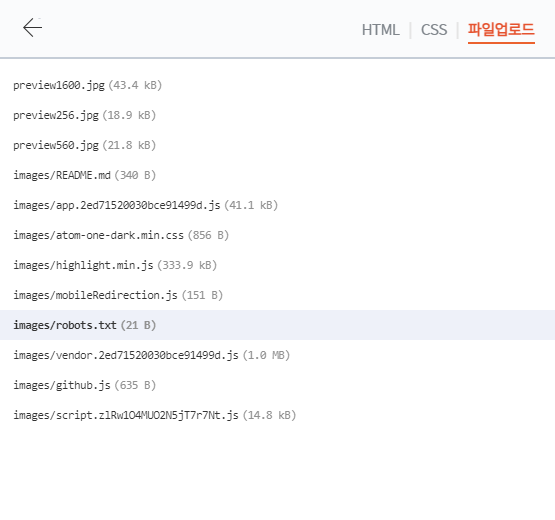 HTML | CSS | 파일업로드
preview1600.jpg (43.4 kB)
preview256.jpg (18.9 kB)
preview560.jpg (21.8 kB)
images/README.md (340 B)
images/app.2ed71520030bce91499d.js (41.1 kB)
images/atom-one-dark.min.css (856 B)
images/highlight.min.js (333.9 kB)
images/mobileRedirection.js (151 B)
images/robots.txt (21 B)
images/vendor.2ed71520030bce91499d.js (1.0 MB)
images/github.js (635 B)
images/script.zlRw1O4MUO2N5jT7r7Nt.js (14.8 kB)